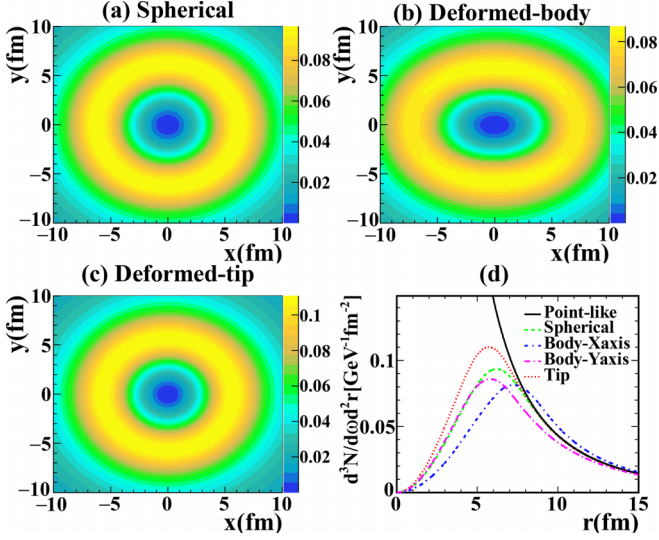 (a) Spherical
y(fm)
10
5
0
−5
−10
−10
−5
0
5
10
x(fm)
0.08
0.06
0.04
0.02
(b) Deformed-body
y(fm)
10
5
0
−5
−10
−10
−5
0
5
10
x(fm)
0.08
0.06
0.04
0.02
(c) Deformed-tip
y(fm)
10
5
0
−5
−10
−10
−5
0
5
10
x(fm)
0.1
0.08
0.06
0.04
0.02
(d)
d³N/dωd²r[GeV⁻¹fm⁻²]
0.1
0.05
0
0
5
10
15
r(fm)
Point-like
Spherical
Body-Xaxis
Body-Yaxis
Tip